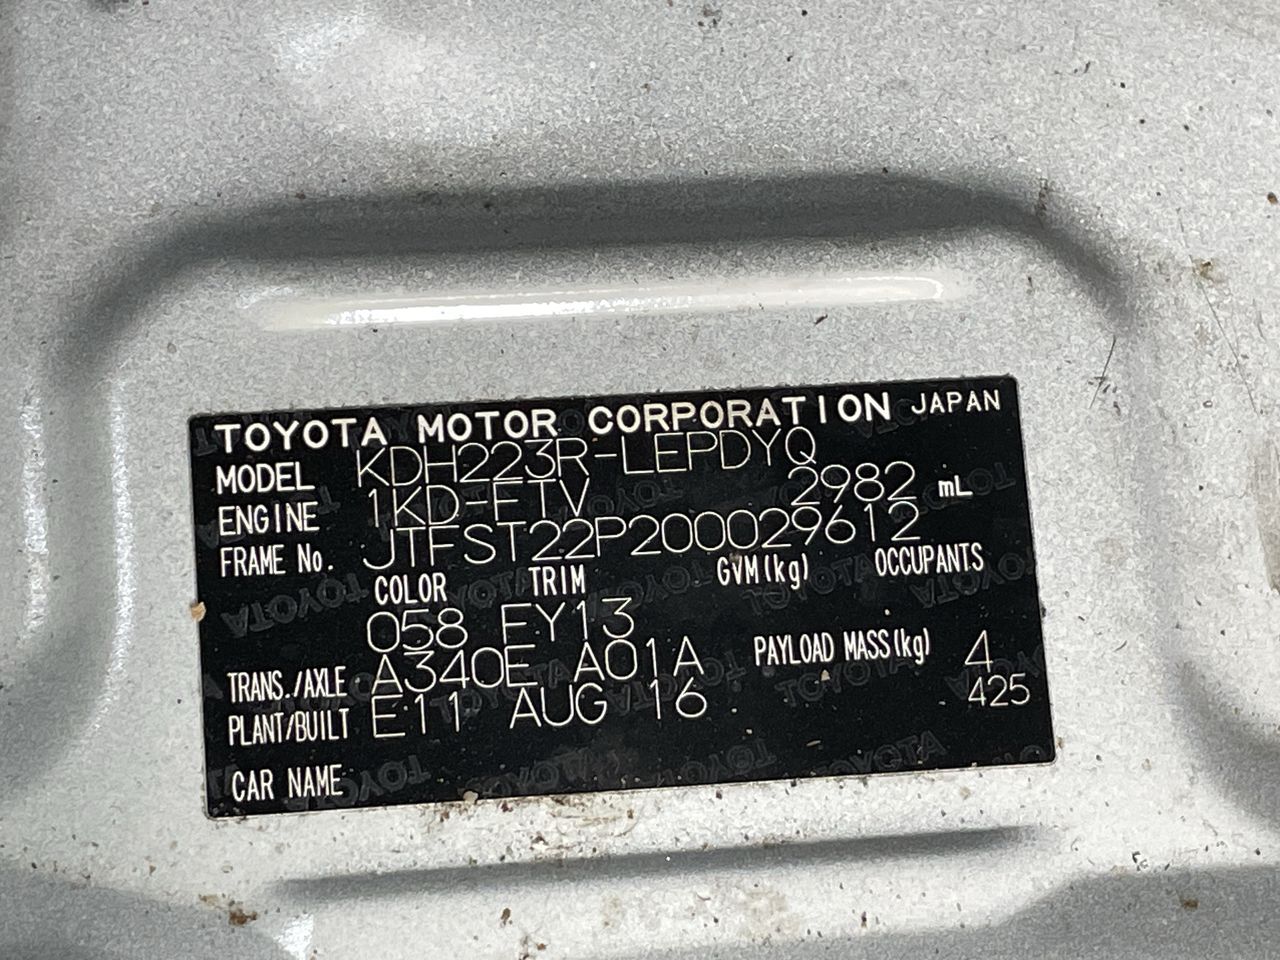 TOYOTA MOTOR CORPORATION JAPAN
MODEL KDH223R-LEPDYQ
ENGINE 1KD-FTV 2982 mL
FRAME No. JTFST22P200029612
COLOR TRIM GVM(kg) OCCUPANTS
058 EY13
TRANS./AXLE A340E A01A PAYLOAD MASS(kg) 4
PLANT/BUILT E11 AUG 16 425
CAR NAME